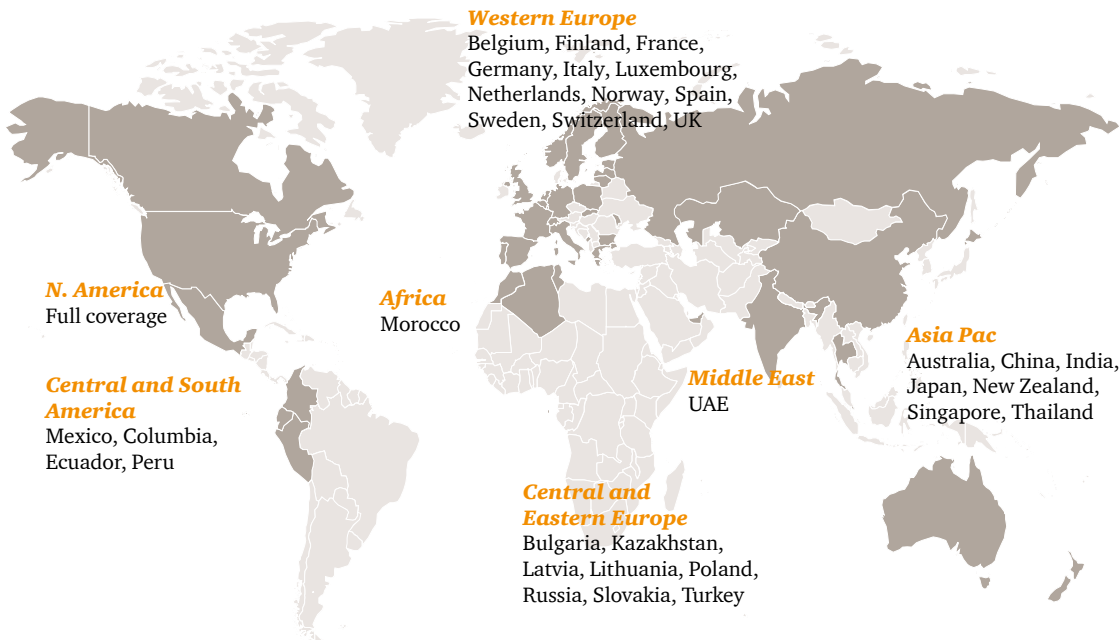 Western Europe
Belgium, Finland, France,
Germany, Italy, Luxembourg,
Netherlands, Norway, Spain,
Sweden, Switzerland, UK
N. America
Full coverage
Africa
Morocco
Asia Pac
Australia, China, India,
Japan, New Zealand,
Singapore, Thailand
Central and South
America
Mexico, Columbia,
Ecuador, Peru
Middle East
UAE
Central and
Eastern Europe
Bulgaria, Kazakhstan,
Latvia, Lithuania, Poland,
Russia, Slovakia, Turkey